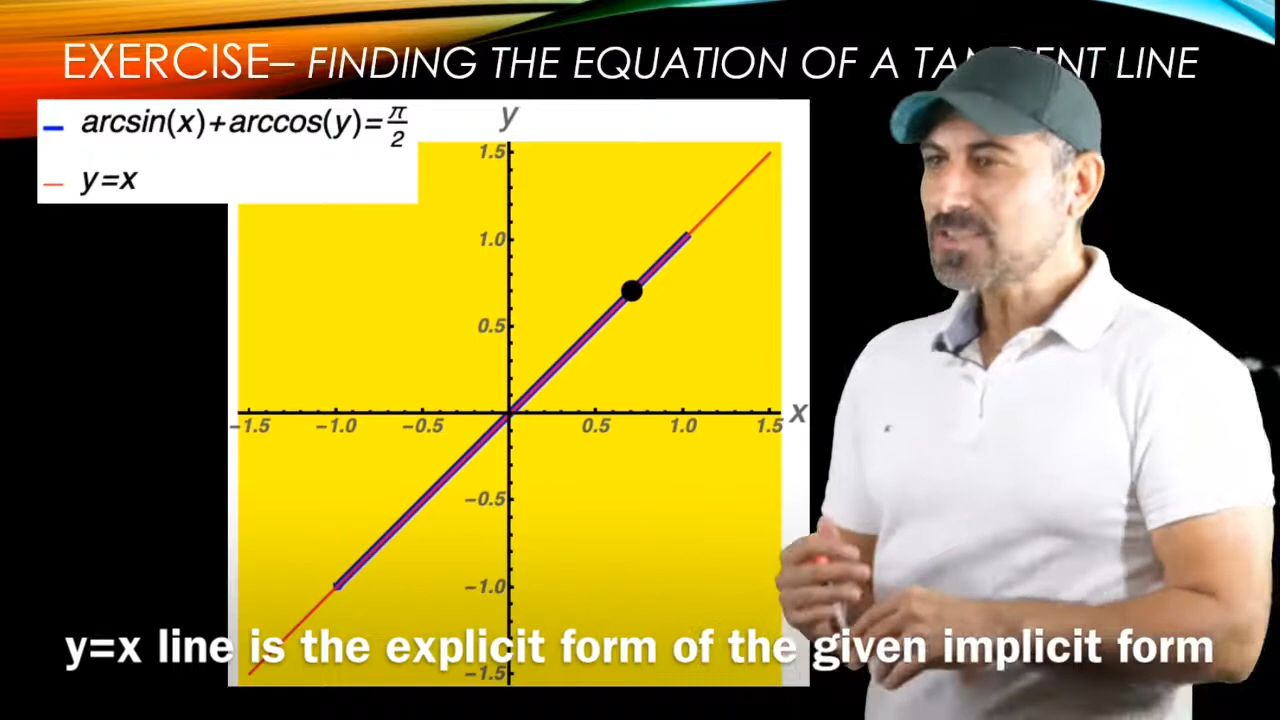 EXERCISE– FINDING THE EQUATION OF A TA ENT LINE
arcsin(x)+arccos(y)=π/2
y=x
y
1.5
1.0
0.5
x
−1.5 −1.0 −0.5 0.5 1.0 1.5
−0.5
−1.0
y=x line is the explicit form of the given implicit form
−1.5